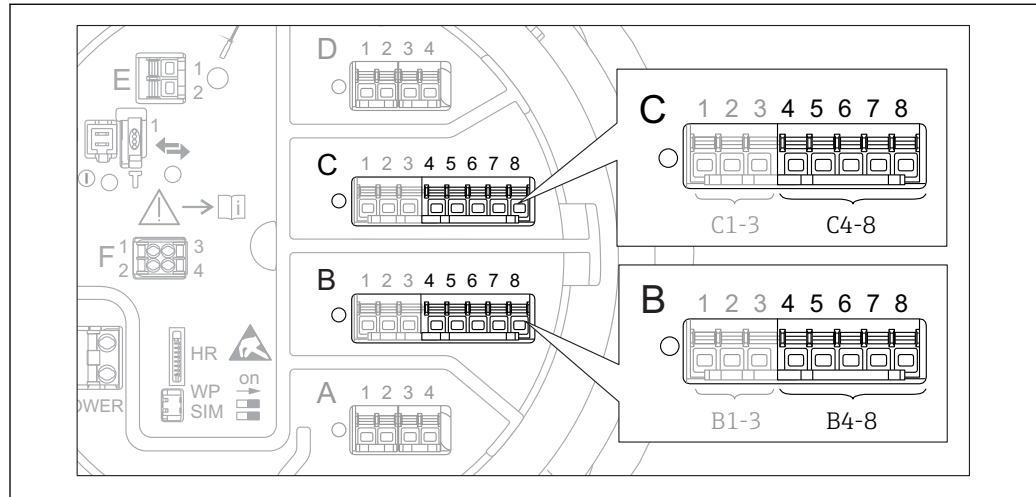 D 1 2 3 4
E 1
2
1
C 1 2 3 4 5 6 7 8
i
F 1 3
2 4
B 1 2 3 4 5 6 7 8
HR
WP on
SIM
OWER
A 1 2 3 4
C 1 2 3 4 5 6 7 8
C1-3 C4-8
B 1 2 3 4 5 6 7 8
B1-3 B4-8